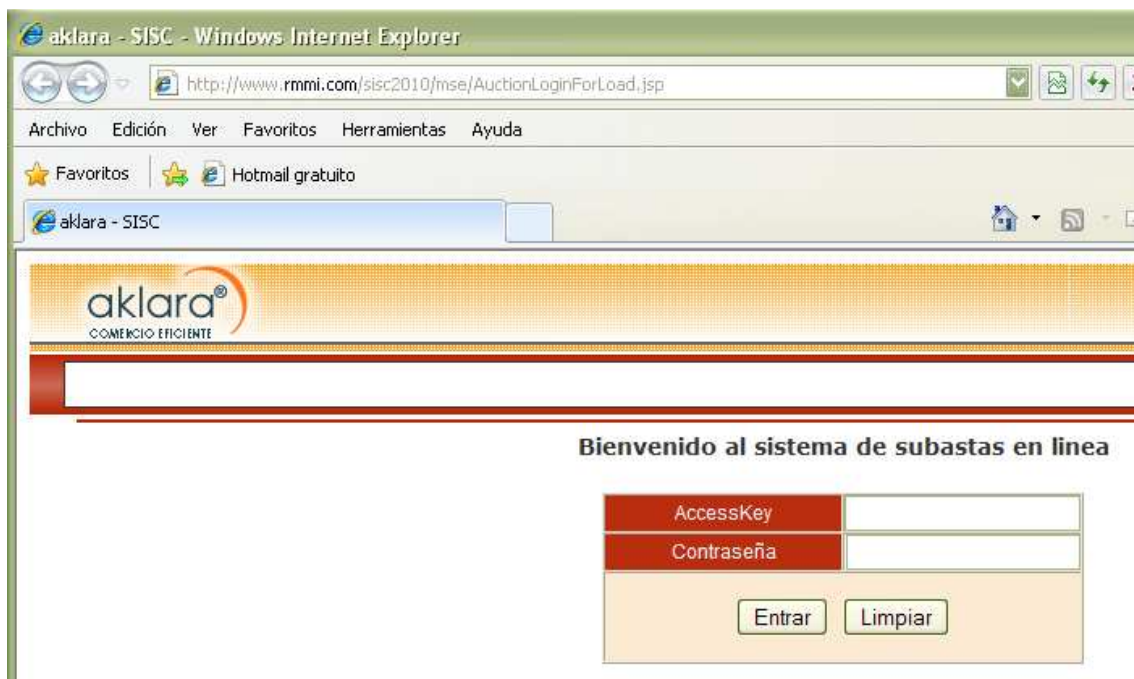 aklara - SISC - Windows Internet Explorer
http://www.rmmi.com/sisc2010/mse/AuctionLoginForLoad.jsp
Archivo Edición Ver Favoritos Herramientas Ayuda
Favoritos Hotmail gratuito
aklara - SISC
aklara®
COMERCIO EFICIENTE
Bienvenido al sistema de subastas en linea
AccessKey
Contraseña
Entrar Limpiar